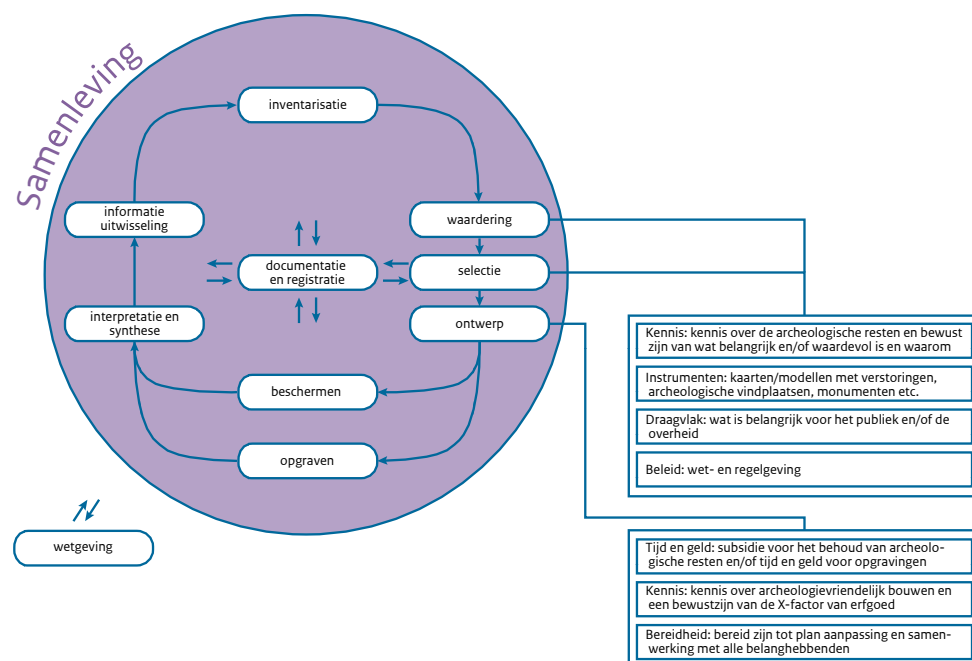 Samenleving
inventarisatie
informatie
uitwisseling
waardering
documentatie
en registratie
selectie
interpretatie en
synthese
ontwerp
beschermen
opgraven
wetgeving
Kennis: kennis over de archeologische resten en bewust
zijn van wat belangrijk en/of waardevol is en waarom
Instrumenten: kaarten/modellen met verstoringen,
archeologische vindplaatsen, monumenten etc.
Draagvlak: wat is belangrijk voor het publiek en/of de
overheid
Beleid: wet- en regelgeving
Tijd en geld: subsidie voor het behoud van archeolo-
gische resten en/of tijd en geld voor opgravingen
Kennis: kennis over archeologievriendelijk bouwen en
een bewustzijn van de X-factor van erfgoed
Bereidheid: bereid zijn tot plan aanpassing en samen-
werking met alle belanghebbenden